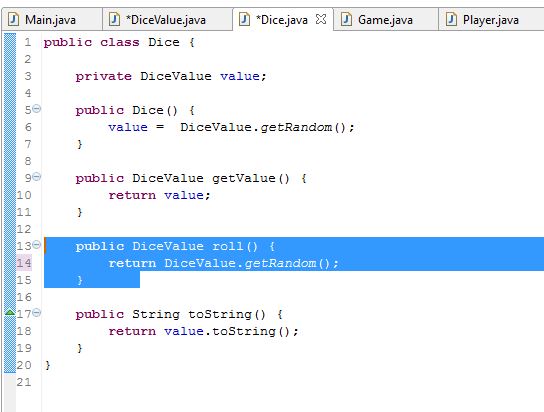 Main.java *DiceValue.java *Dice.java Game.java Player.java
1 public class Dice {
2
3     private DiceValue value;
4
5     public Dice() {
6         value =  DiceValue.getRandom();
7     }
8
9     public DiceValue getValue() {
10         return value;
11     }
12
13     public DiceValue roll() {
14         return DiceValue.getRandom();
15     }
16
17     public String toString() {
18         return value.toString();
19     }
20 }
21